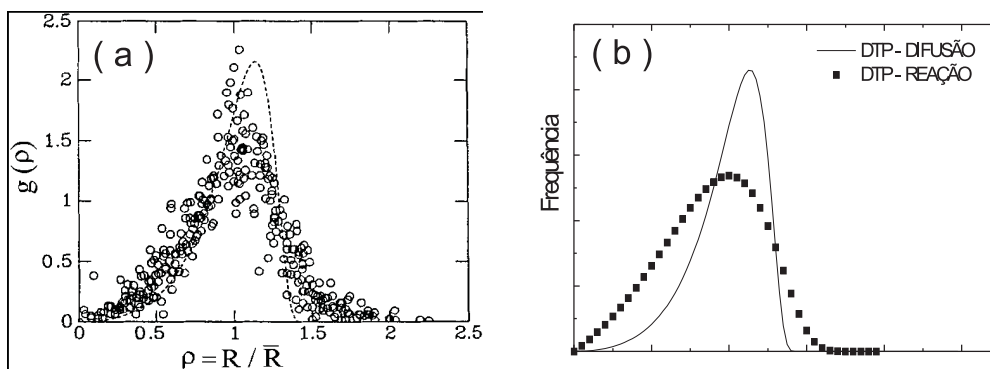 ( a )
2.5
2
1.5
1
0.5
0
g (ρ)
0
0.5
1
1.5
2
2.5
ρ = R / R̅
( b )
DTP - DIFUSÃO
DTP - REAÇÃO
Frequência